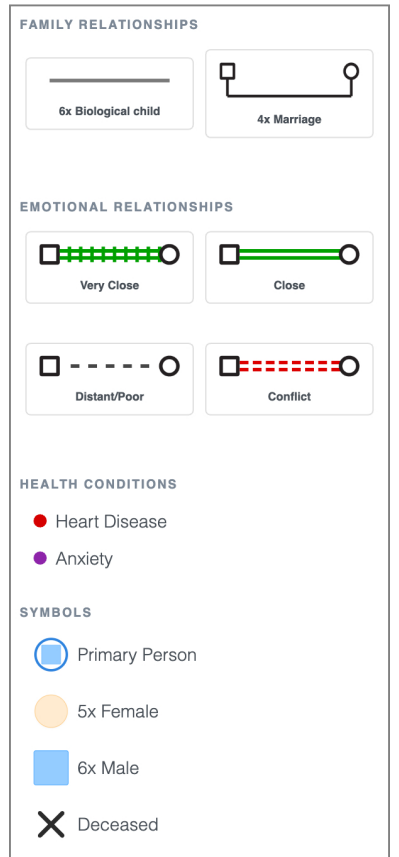 FAMILY RELATIONSHIPS
6x Biological child
4x Marriage
EMOTIONAL RELATIONSHIPS
Very Close
Close
Distant/Poor
Conflict
HEALTH CONDITIONS
Heart Disease
Anxiety
SYMBOLS
Primary Person
5x Female
6x Male
Deceased